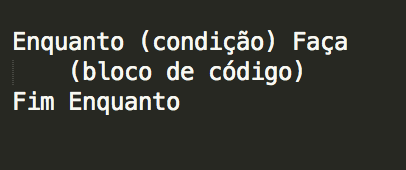 Enquanto (condição) Faça
(bloco de código)
Fim Enquanto